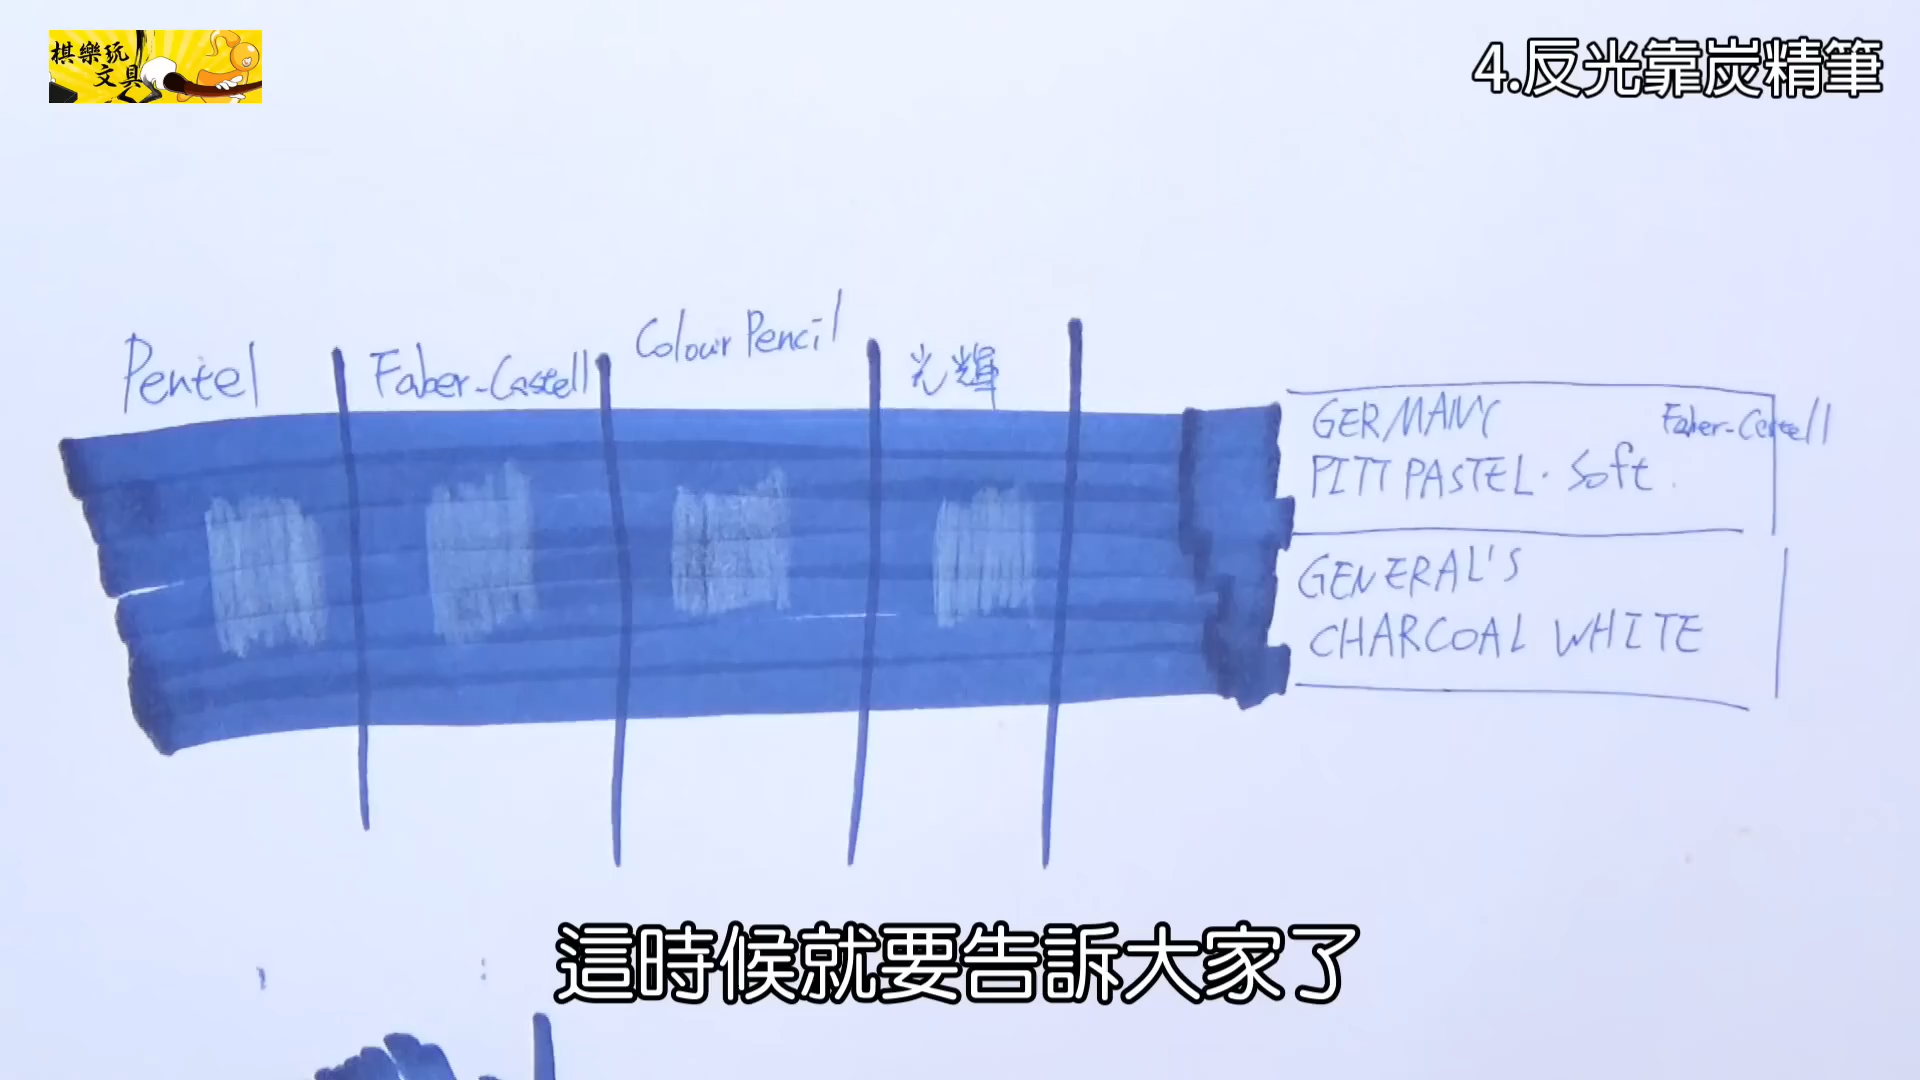 棋樂玩
文具
4.反光靠炭精筆
Pentel
Faber-Castell
Colour Pencil
光輝
GERMANY
Faber-Castell
PITT PASTEL. Soft.
GENERAL'S
CHARCOAL WHITE
這時候就要告訴大家了